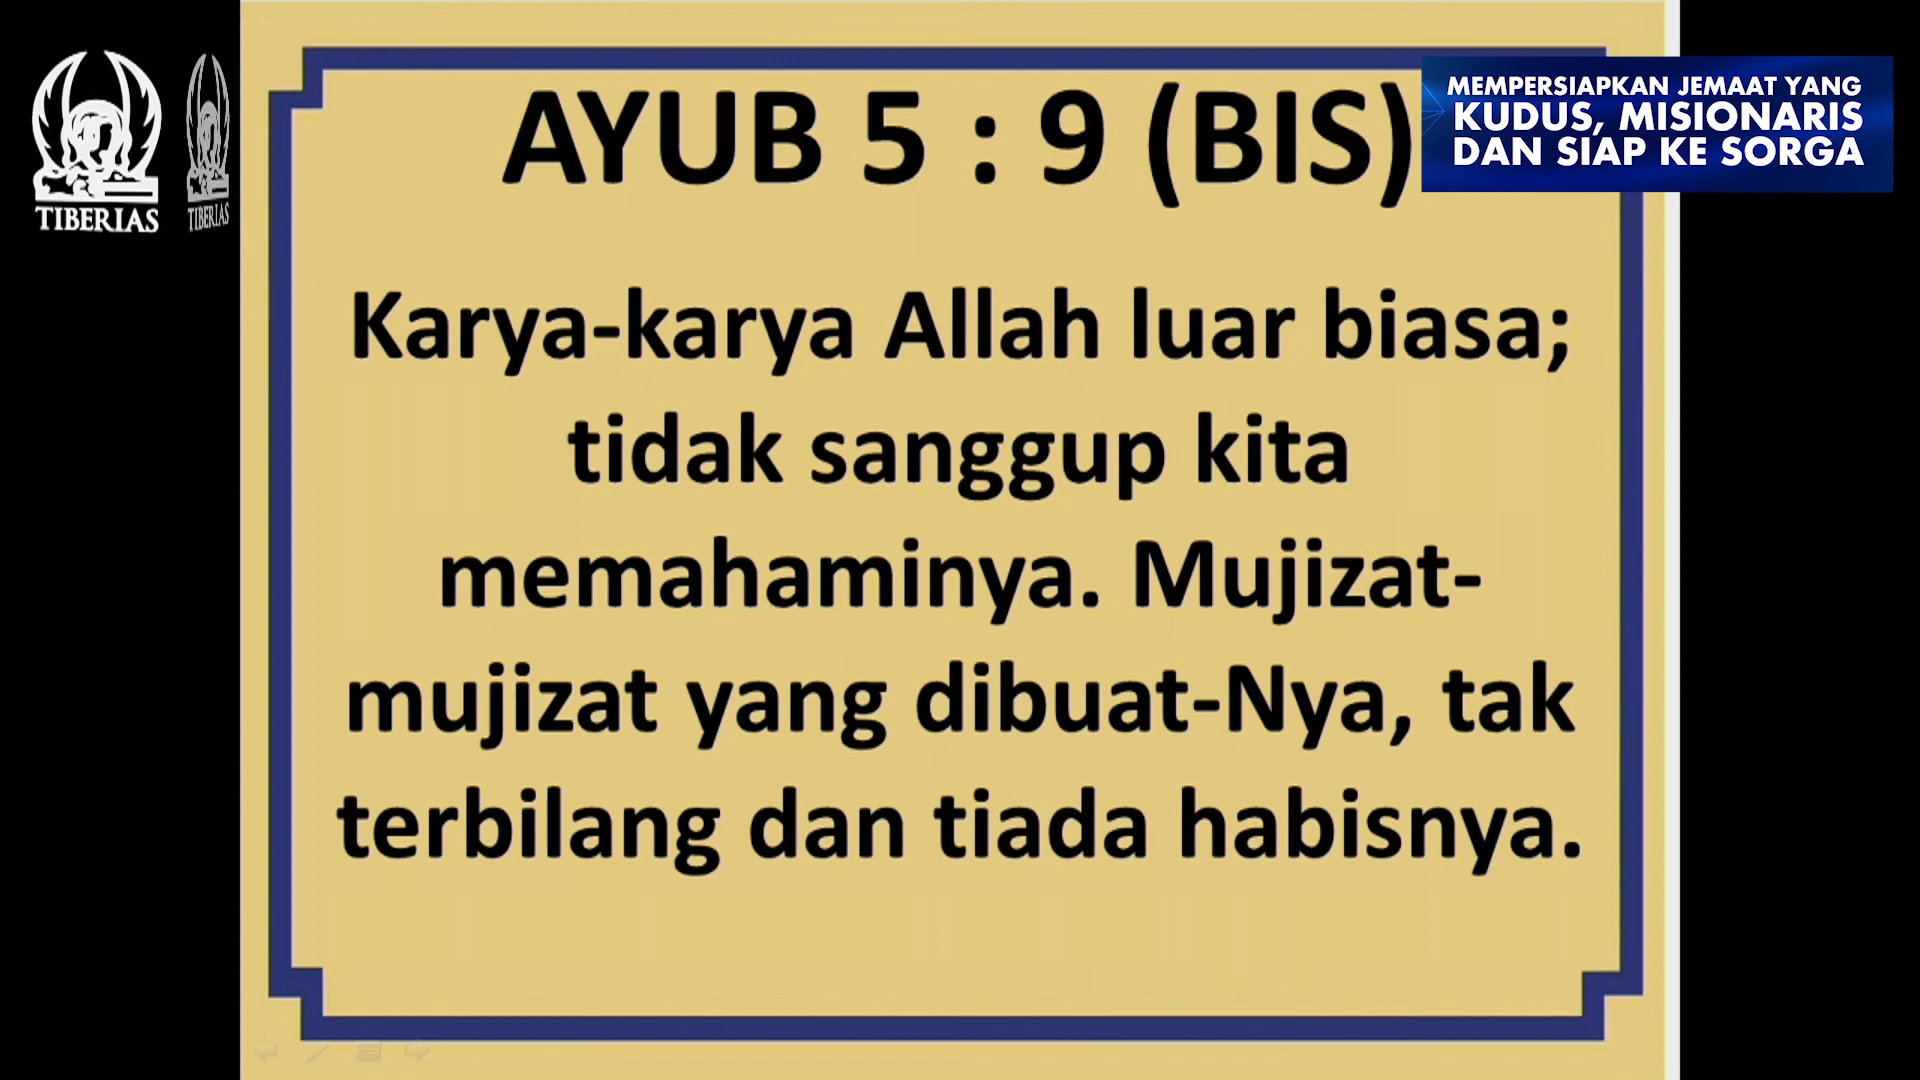 TIBERIAS
TIBERIAS
AYUB 5 : 9 (BIS)
MEMPERSIAPKAN JEMAAT YANG
KUDUS, MISIONARIS
DAN SIAP KE SORGA
Karya-karya Allah luar biasa;
tidak sanggup kita
memahaminya. Mujizat-
mujizat yang dibuat-Nya, tak
terbilang dan tiada habisnya.